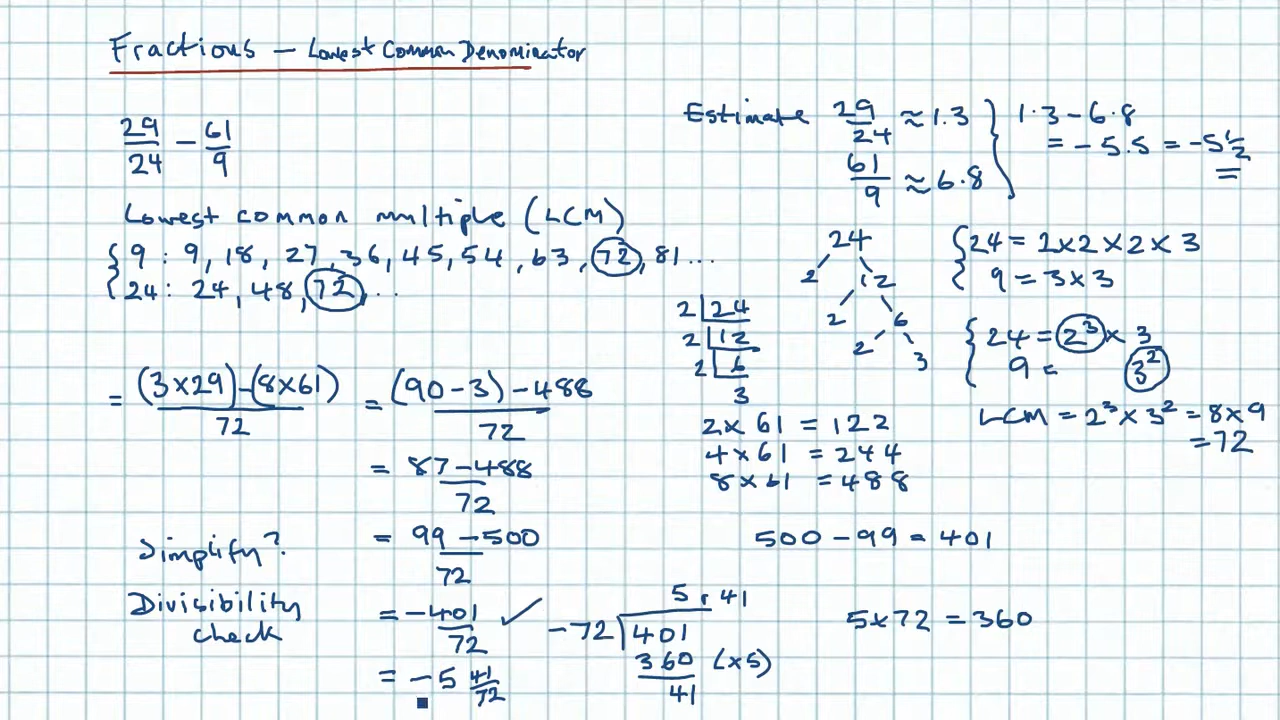 Fractions – Lowest Common Denominator
29/24 – 61/9
Lowest common multiple (LCM)
{ 9 : 9, 18, 27, 36, 45, 54, 63, 72, 81 ...
{ 24 : 24, 48, 72, ...
= (3×29) – (8×61) / 72 = (90 – 3) – 488 / 72
= 87 – 488 / 72
Simplify? = 99 – 500 / 72
Divisibility check
= –401/72 ✓
= –5 41/72
Estimate 29/24 ≈ 1.3
61/9 ≈ 6.8
} 1.3 – 6.8
= – 5.5 = –5½
24
2 12
2 6
2 3
2 | 24
2 | 12
2 | 6
3
{ 24 = 2 × 2 × 2 × 3
{ 9 = 3 × 3
{ 24 = 2³ × 3
9 = 3²
LCM = 2³ × 3² = 8 × 9
= 72
2 × 61 = 122
4 × 61 = 244
8 × 61 = 488
500 – 99 = 401
5 r 41
–72 ) 401
360 (×5)
41
5 × 72 = 360